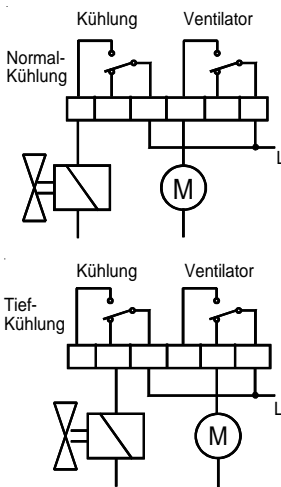 Kühlung Ventilator
Normal-
Kühlung
L
M
Kühlung Ventilator
Tief-
Kühlung
L
M